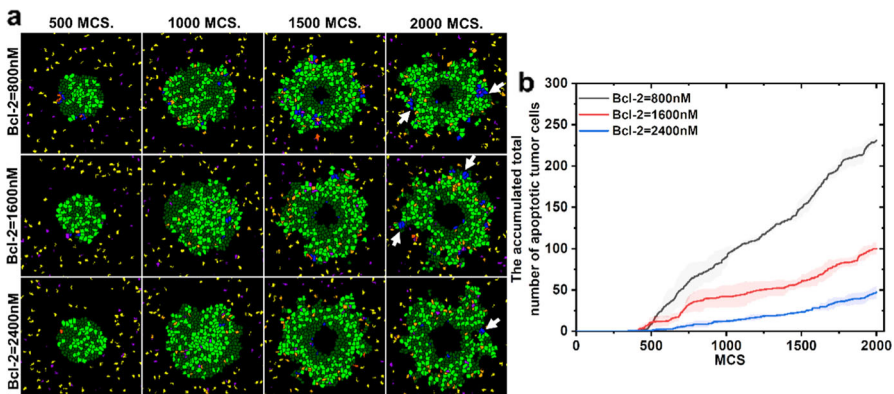 a
500 MCS. 1000 MCS. 1500 MCS. 2000 MCS.
Bcl-2=800nM
Bcl-2=1600nM
Bcl-2=2400nM
b
The accumulated total
number of apoptotic tumor cells
300
250
200
150
100
50
0
Bcl-2=800nM
Bcl-2=1600nM
Bcl-2=2400nM
0 500 1000 1500 2000
MCS